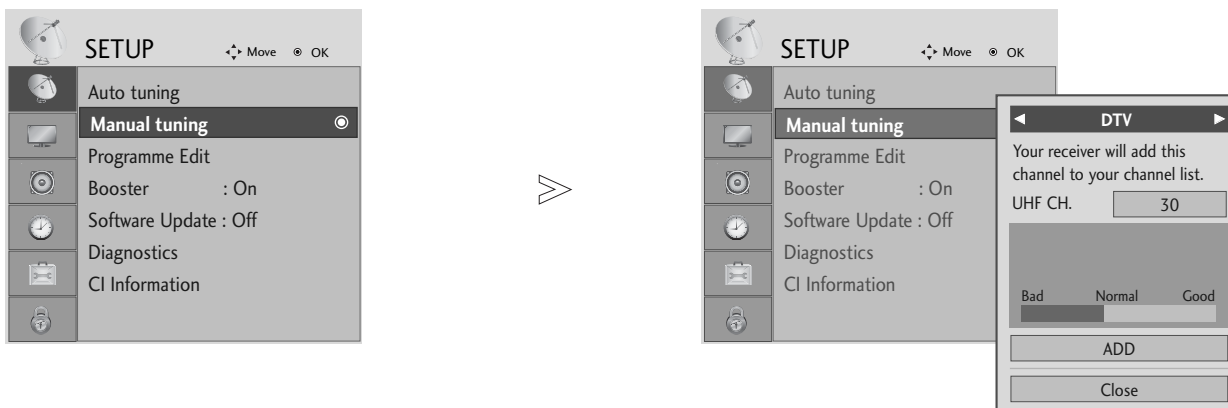 SETUP Move OK
Auto tuning
Manual tuning
Programme Edit
Booster : On
Software Update : Off
Diagnostics
CI Information
SETUP Move OK
Auto tuning
Manual tuning
Programme Edit
Booster : On
Software Update : Off
Diagnostics
CI Information
DTV
Your receiver will add this
channel to your channel list.
UHF CH. 30
Bad Normal Good
ADD
Close